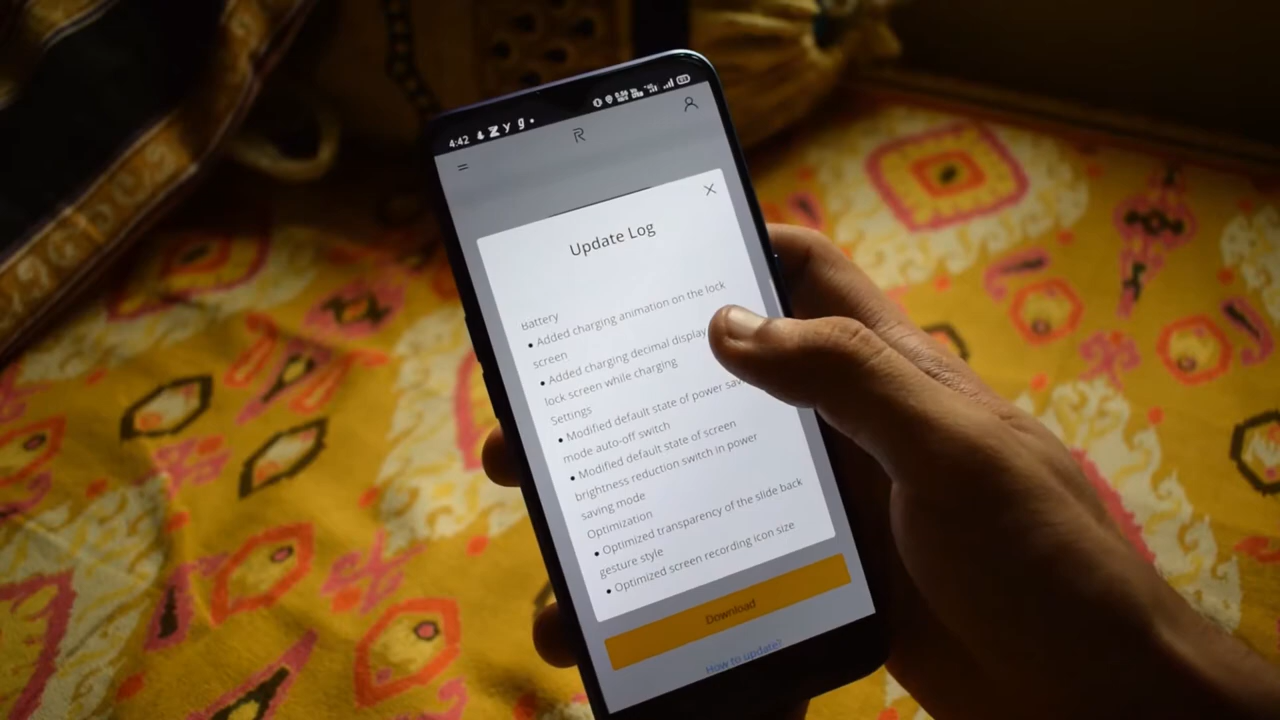 4:42
R
Update Log
Battery
• Added charging animation on the lock
screen
• Added charging decimal display
lock screen while charging
Settings
• Modified default state of power
mode auto-off switch
• Modified default state of screen
brightness reduction switch in power
saving mode
Optimization
• Optimized transparency of the slide back
gesture style
• Optimized screen recording icon size
Download
How to update?